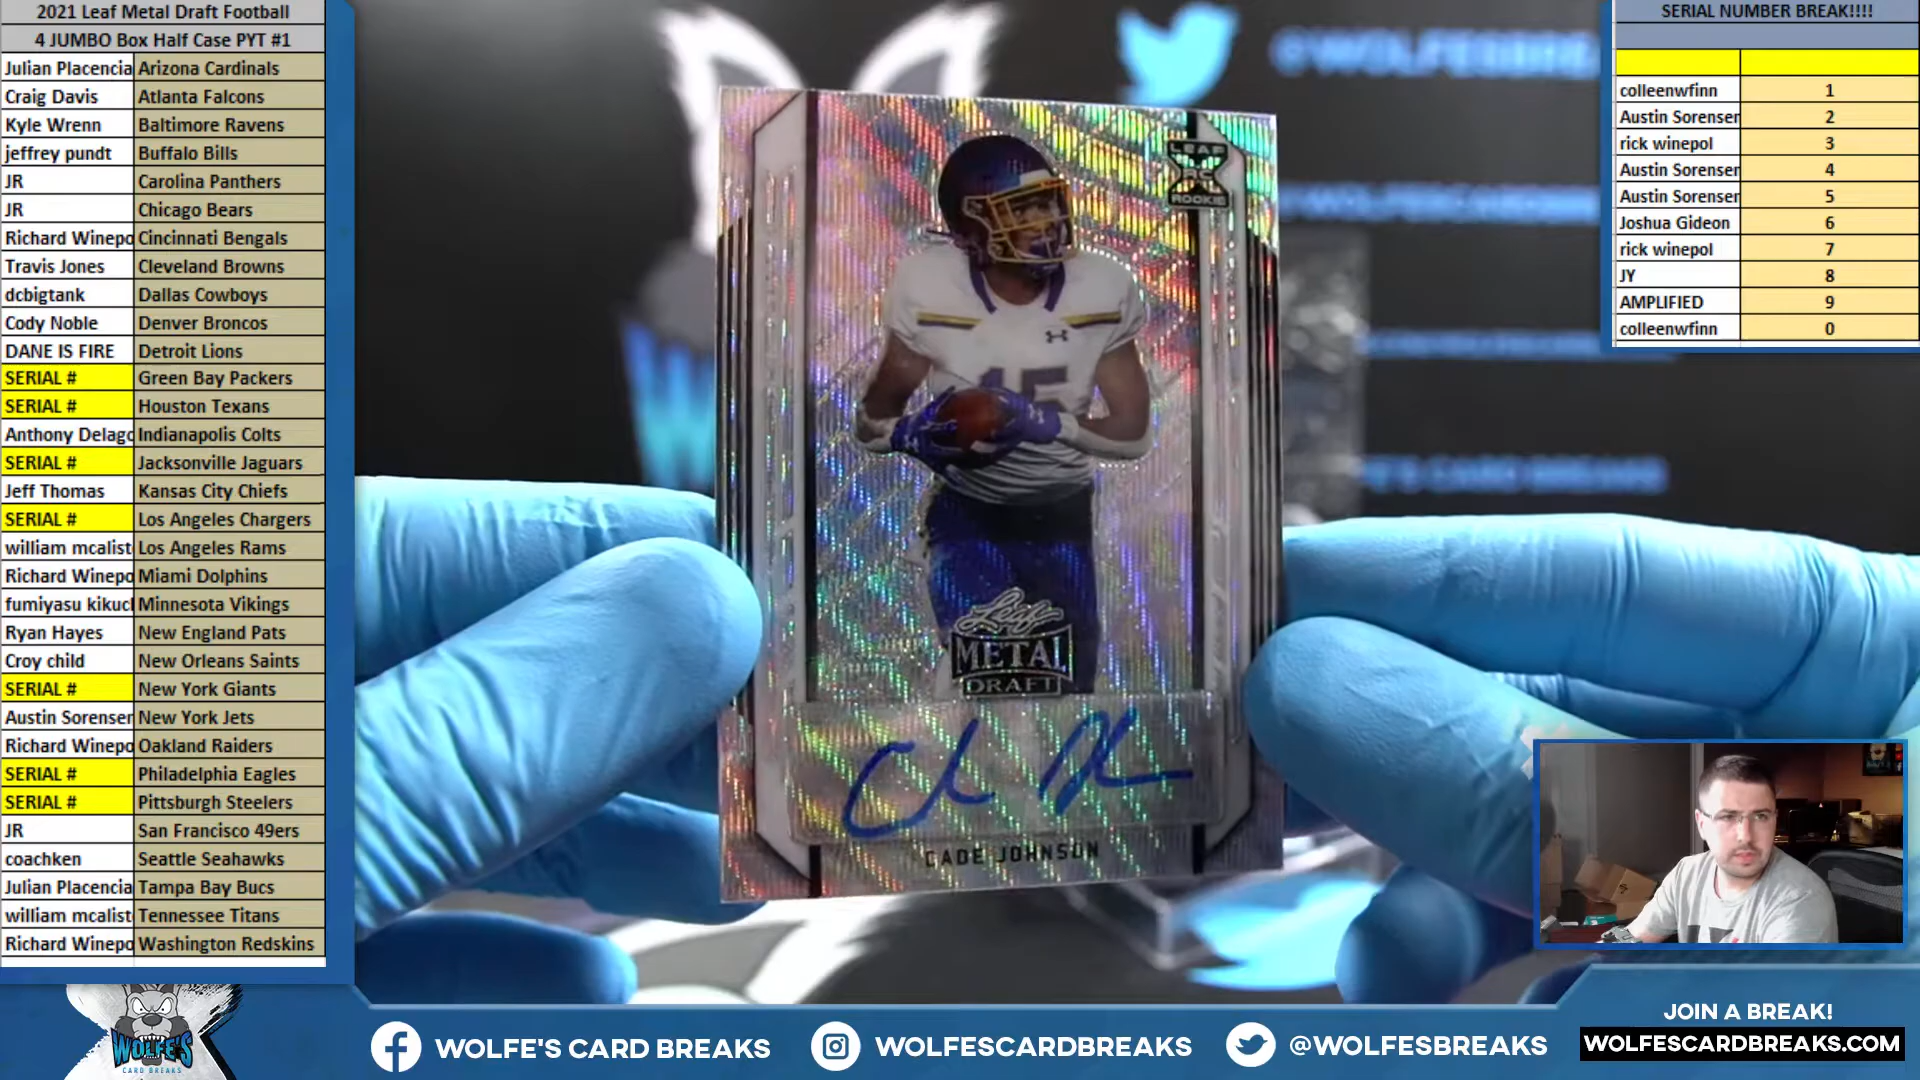 2021 Leaf Metal Draft Football
4 JUMBO Box Half Case PYT #1
Julian Placencia Arizona Cardinals
Craig Davis Atlanta Falcons
Kyle Wrenn Baltimore Ravens
jeffrey pundt Buffalo Bills
JR Carolina Panthers
JR Chicago Bears
Richard Winepo Cincinnati Bengals
Travis Jones Cleveland Browns
dcbigtank Dallas Cowboys
Cody Noble Denver Broncos
DANE IS FIRE Detroit Lions
SERIAL # Green Bay Packers
SERIAL # Houston Texans
Anthony Delago Indianapolis Colts
SERIAL # Jacksonville Jaguars
Jeff Thomas Kansas City Chiefs
SERIAL # Los Angeles Chargers
william mcalist Los Angeles Rams
Richard Winepo Miami Dolphins
fumiyasu kikuc Minnesota Vikings
Ryan Hayes New England Pats
Croy child New Orleans Saints
SERIAL # New York Giants
Austin Sorensen New York Jets
Richard Winepo Oakland Raiders
SERIAL # Philadelphia Eagles
SERIAL # Pittsburgh Steelers
JR San Francisco 49ers
coachken Seattle Seahawks
Julian Placencia Tampa Bay Bucs
william mcalist Tennessee Titans
Richard Winepo Washington Redskins
SERIAL NUMBER BREAK!!!!
colleenwfinn 1
Austin Sorensen 2
rick winepol 3
Austin Sorensen 4
Austin Sorensen 5
Joshua Gideon 6
rick winepol 7
JY 8
AMPLIFIED 9
colleenwfinn 0
@WOLFESBREA
LEAF
RC
ROOKIE
15
Leaf
METAL
DRAFT
CADE JOHNSON
WOLFE'S
CARD BREAKS
WOLFE'S CARD BREAKS
WOLFESCARDBREAKS
@WOLFESBREAKS
JOIN A BREAK!
WOLFESCARDBREAKS.COM